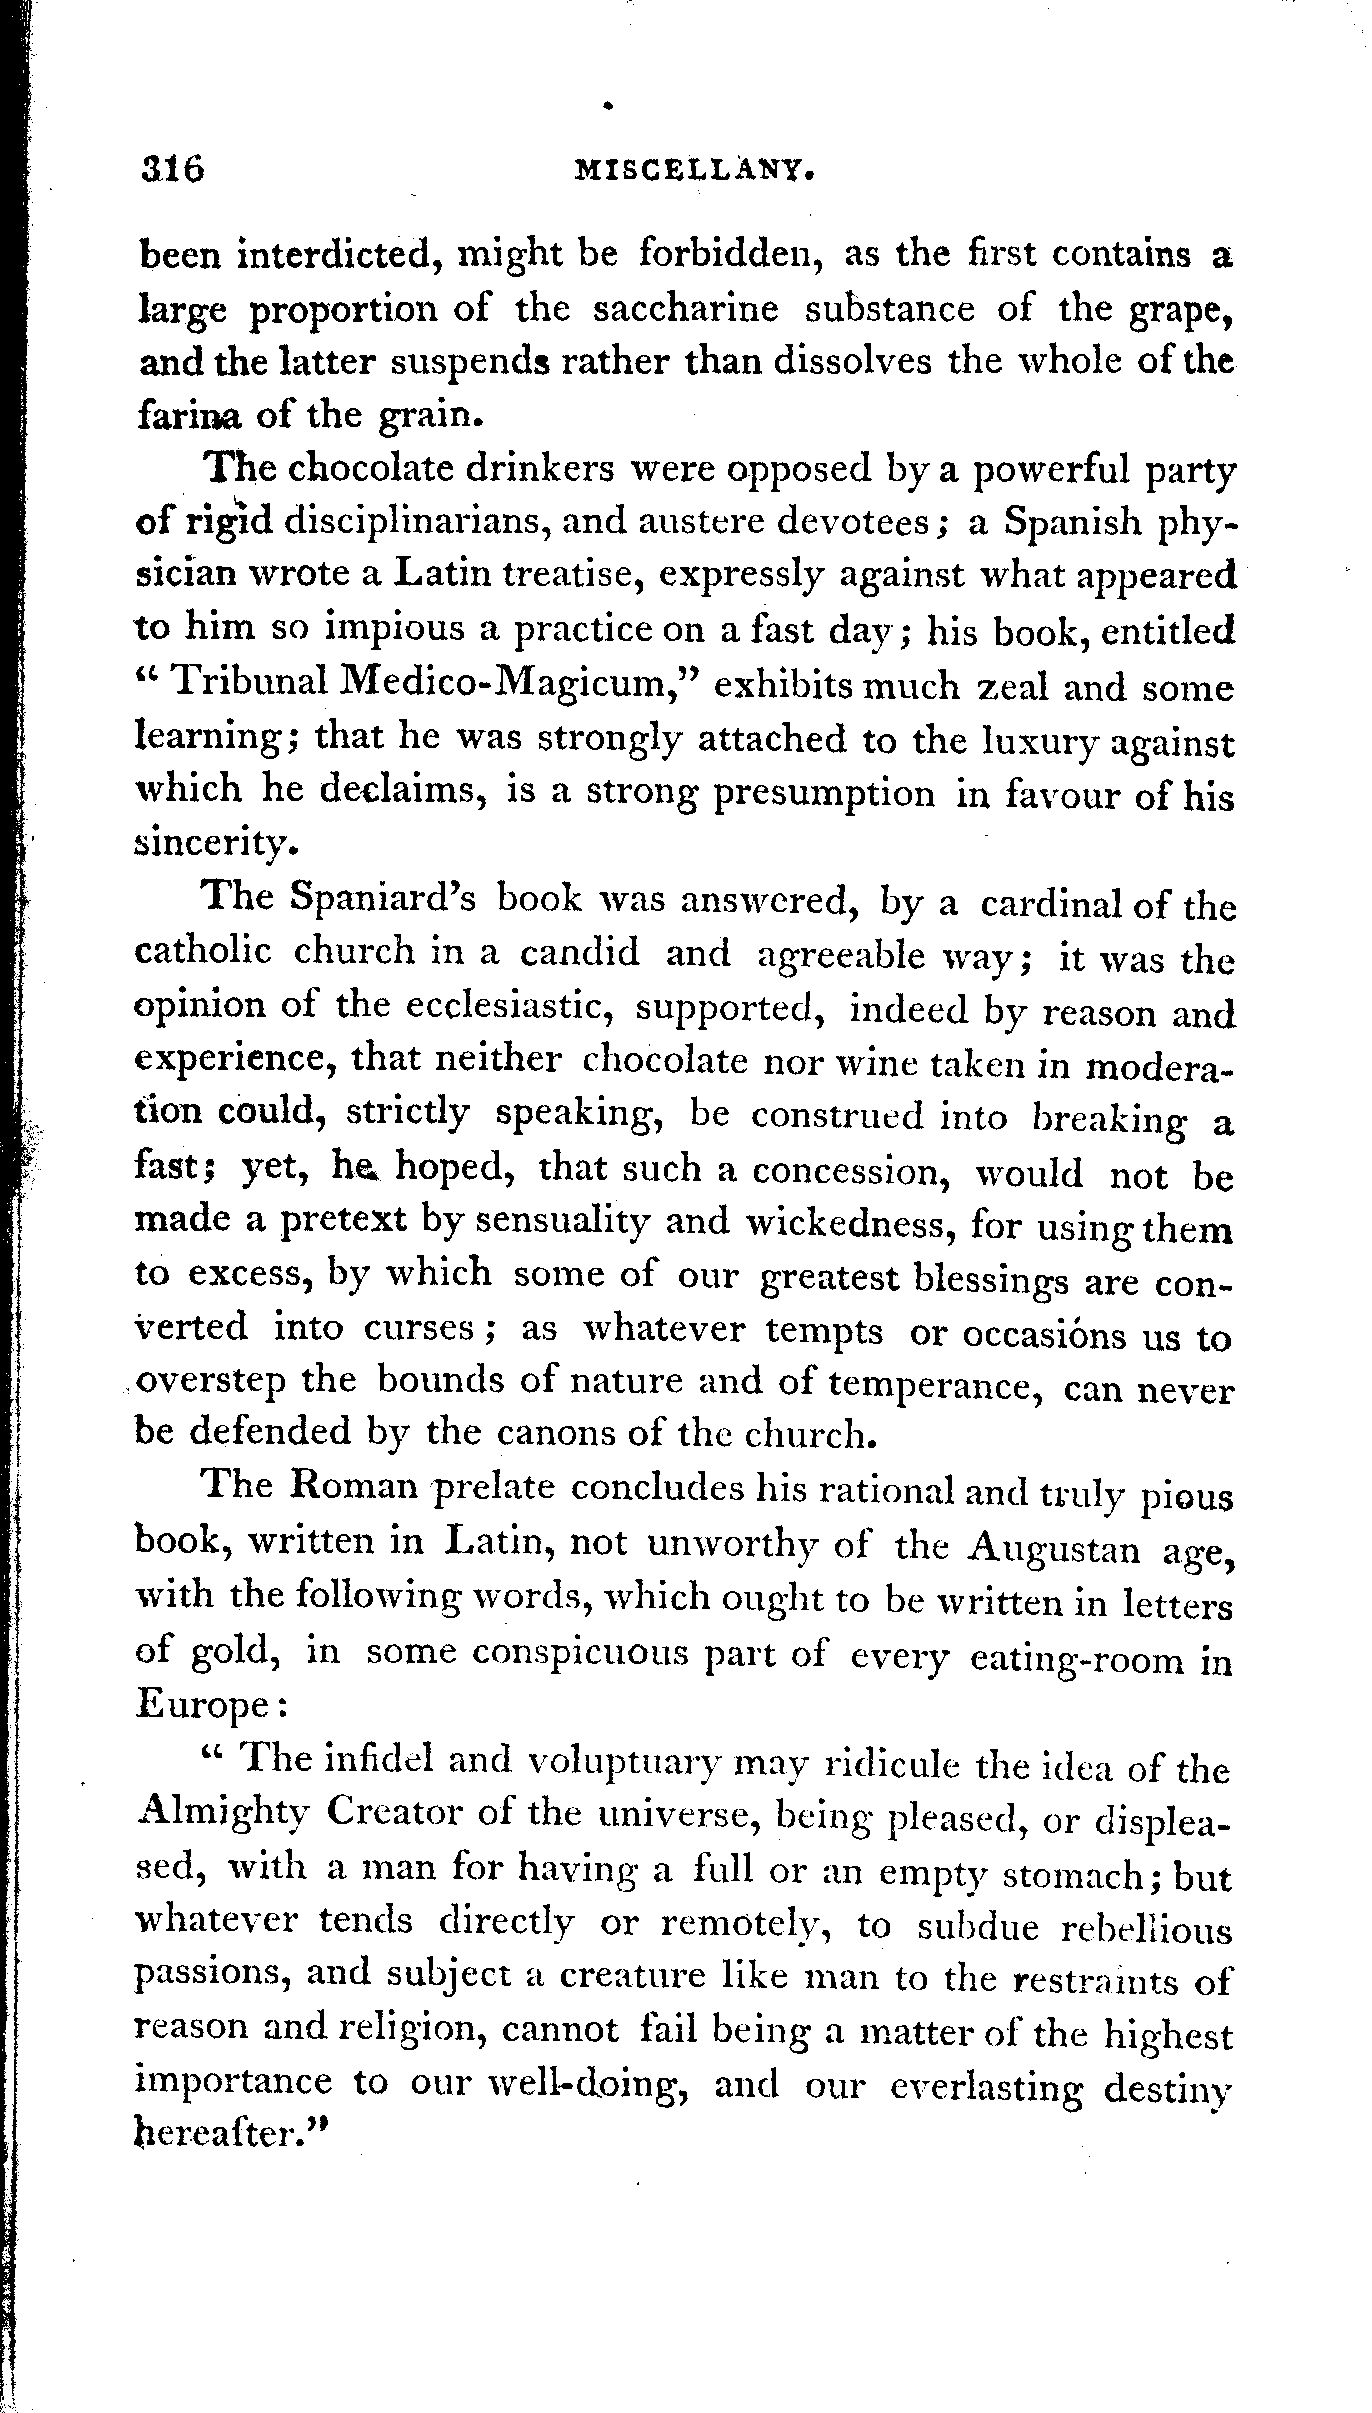 316 MISCELLANY.
been interdicted, might be forbidden, as the first contains a
large proportion of the saccharine substance of the grape,
and the latter suspends rather than dissolves the whole of the
farina of the grain.
The chocolate drinkers were opposed by a powerful party
of rigid disciplinarians, and austere devotees; a Spanish phy-
sician wrote a Latin treatise, expressly against what appeared
to him so impious a practice on a fast day; his book, entitled
" Tribunal Medico-Magicum," exhibits much zeal and some
learning; that he was strongly attached to the luxury against
which he declaims, is a strong presumption in favour of his
sincerity.
The Spaniard's book was answered, by a cardinal of the
catholic church in a candid and agreeable way; it was the
opinion of the ecclesiastic, supported, indeed by reason and
experience, that neither chocolate nor wine taken in modera-
tion could, strictly speaking, be construed into breaking a
fast; yet, he hoped, that such a concession, would not be
made a pretext by sensuality and wickedness, for using them
to excess, by which some of our greatest blessings are con-
verted into curses; as whatever tempts or occasions us to
overstep the bounds of nature and of temperance, can never
be defended by the canons of the church.
The Roman prelate concludes his rational and truly pious
book, written in Latin, not unworthy of the Augustan age,
with the following words, which ought to be written in letters
of gold, in some conspicuous part of every eating-room in
Europe:
" The infidel and voluptuary may ridicule the idea of the
Almighty Creator of the universe, being pleased, or displea-
sed, with a man for having a full or an empty stomach; but
whatever tends directly or remotely, to subdue rebellious
passions, and subject a creature like man to the restraints of
reason and religion, cannot fail being a matter of the highest
importance to our well-doing, and our everlasting destiny
hereafter."